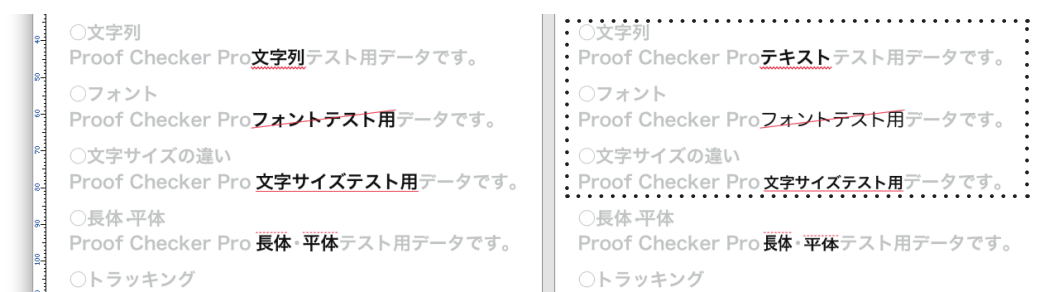 ○文字列
Proof Checker Pro文字列テスト用データです。
○フォント
Proof Checker Proフォントテスト用データです。
○文字サイズの違い
Proof Checker Pro 文字サイズテスト用データです。
○長体・平体
Proof Checker Pro 長体・平体テスト用データです。
○トラッキング
○文字列
Proof Checker Proテキストテスト用データです。
○フォント
Proof Checker Proフォントテスト用データです。
○文字サイズの違い
Proof Checker Pro 文字サイズテスト用データです。
○長体・平体
Proof Checker Pro 長体・平体テスト用データです。
○トラッキング
40
50
60
70
80
90
100